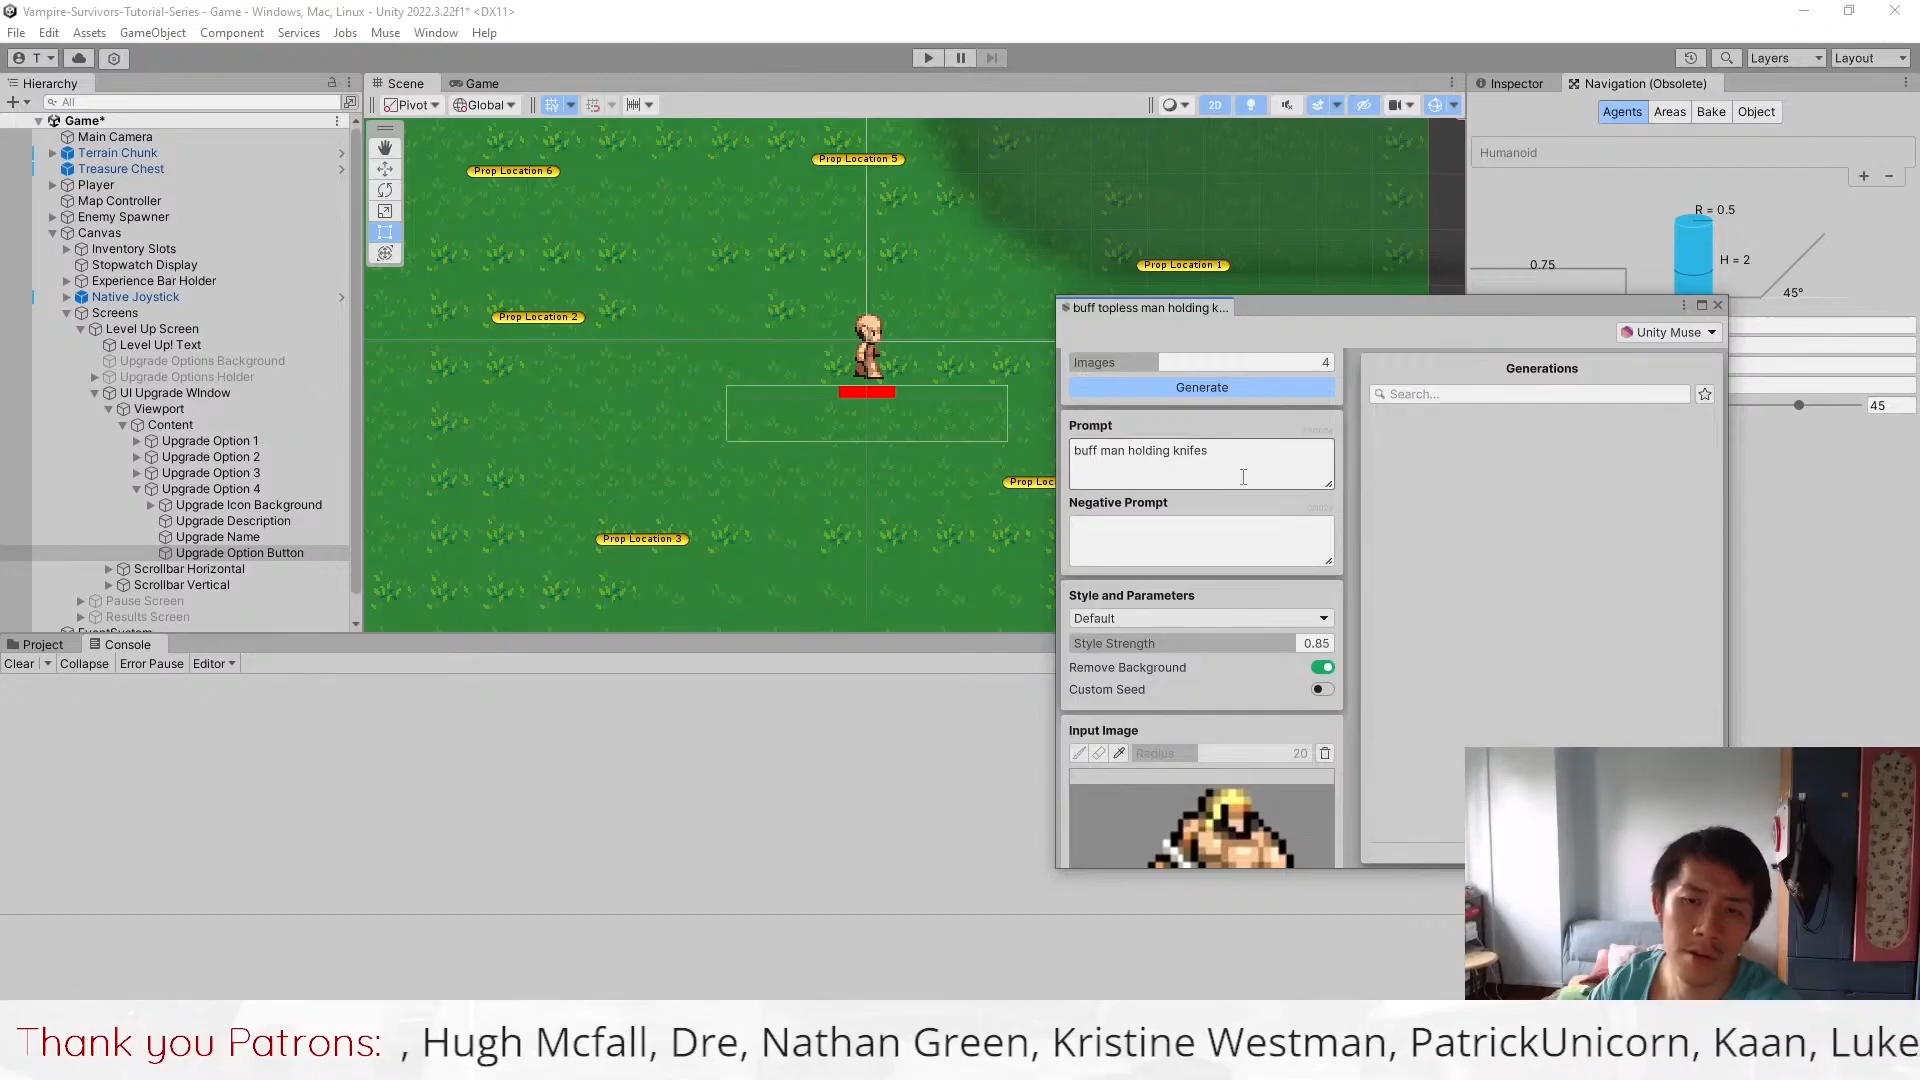 Vampire-Survivors-Tutorial-Series - Game - Windows, Mac, Linux - Unity 2022.3.22f1* <DX11>
File Edit Assets GameObject Component Services Jobs Muse Window Help
T
Layers
Layout
Hierarchy
All
Game*
Main Camera
Terrain Chunk
Treasure Chest
Player
Map Controller
Enemy Spawner
Canvas
Inventory Slots
Stopwatch Display
Experience Bar Holder
Native Joystick
Screens
Level Up Screen
Level Up! Text
Upgrade Options Background
Upgrade Options Holder
UI Upgrade WIndow
Viewport
Content
Upgrade Option 1
Upgrade Option 2
Upgrade Option 3
Upgrade Option 4
Upgrade Icon Background
Upgrade Description
Upgrade Name
Upgrade Option Button
Scrollbar Horizontal
Scrollbar Vertical
Pause Screen
Results Screen
EventSystem
Scene Game
Pivot Global
2D
Prop Location 5
Prop Location 6
Prop Location 1
Prop Location 2
Prop Loc
Prop Location 3
Inspector Navigation (Obsolete)
Agents Areas Bake Object
Humanoid
R = 0.5
0.75
H = 2
45°
45
buff topless man holding k...
Unity Muse
Images 4
Generate
Prompt
buff man holding knifes
Negative Prompt
Style and Parameters
Default
Style Strength 0.85
Remove Background
Custom Seed
Input Image
Radius 20
Generations
Search...
Project Console
Clear Collapse Error Pause Editor
Thank you Patrons: , Hugh Mcfall, Dre, Nathan Green, Kristine Westman, PatrickUnicorn, Kaan, Luke